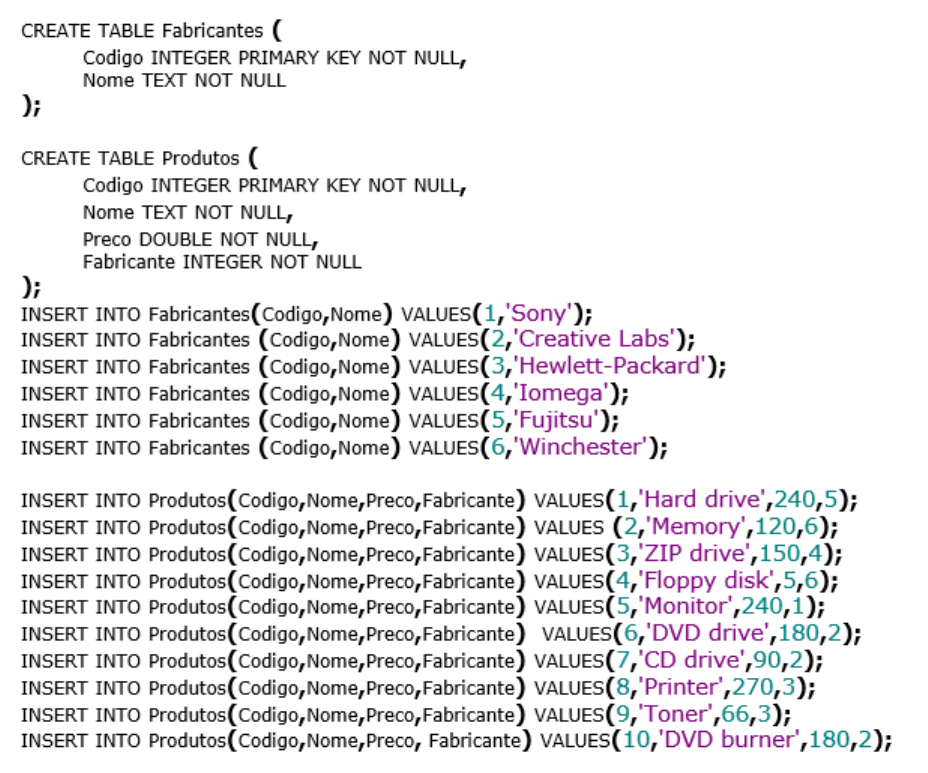 CREATE TABLE Fabricantes (
Codigo INTEGER PRIMARY KEY NOT NULL,
Nome TEXT NOT NULL
);
CREATE TABLE Produtos (
Codigo INTEGER PRIMARY KEY NOT NULL,
Nome TEXT NOT NULL,
Preco DOUBLE NOT NULL,
Fabricante INTEGER NOT NULL
);
INSERT INTO Fabricantes(Codigo,Nome) VALUES(1,'Sony');
INSERT INTO Fabricantes (Codigo,Nome) VALUES(2,'Creative Labs');
INSERT INTO Fabricantes (Codigo,Nome) VALUES(3,'Hewlett-Packard');
INSERT INTO Fabricantes (Codigo,Nome) VALUES(4,'Iomega');
INSERT INTO Fabricantes (Codigo,Nome) VALUES(5,'Fujitsu');
INSERT INTO Fabricantes (Codigo,Nome) VALUES(6,'Winchester');
INSERT INTO Produtos(Codigo,Nome,Preco,Fabricante) VALUES(1,'Hard drive',240,5);
INSERT INTO Produtos(Codigo,Nome,Preco,Fabricante) VALUES (2,'Memory',120,6);
INSERT INTO Produtos(Codigo,Nome,Preco,Fabricante) VALUES(3,'ZIP drive',150,4);
INSERT INTO Produtos(Codigo,Nome,Preco,Fabricante) VALUES(4,'Floppy disk',5,6);
INSERT INTO Produtos(Codigo,Nome,Preco,Fabricante) VALUES(5,'Monitor',240,1);
INSERT INTO Produtos(Codigo,Nome,Preco,Fabricante)  VALUES(6,'DVD drive',180,2);
INSERT INTO Produtos(Codigo,Nome,Preco,Fabricante) VALUES(7,'CD drive',90,2);
INSERT INTO Produtos(Codigo,Nome,Preco,Fabricante) VALUES(8,'Printer',270,3);
INSERT INTO Produtos(Codigo,Nome,Preco,Fabricante) VALUES(9,'Toner',66,3);
INSERT INTO Produtos(Codigo,Nome,Preco, Fabricante) VALUES(10,'DVD burner',180,2);